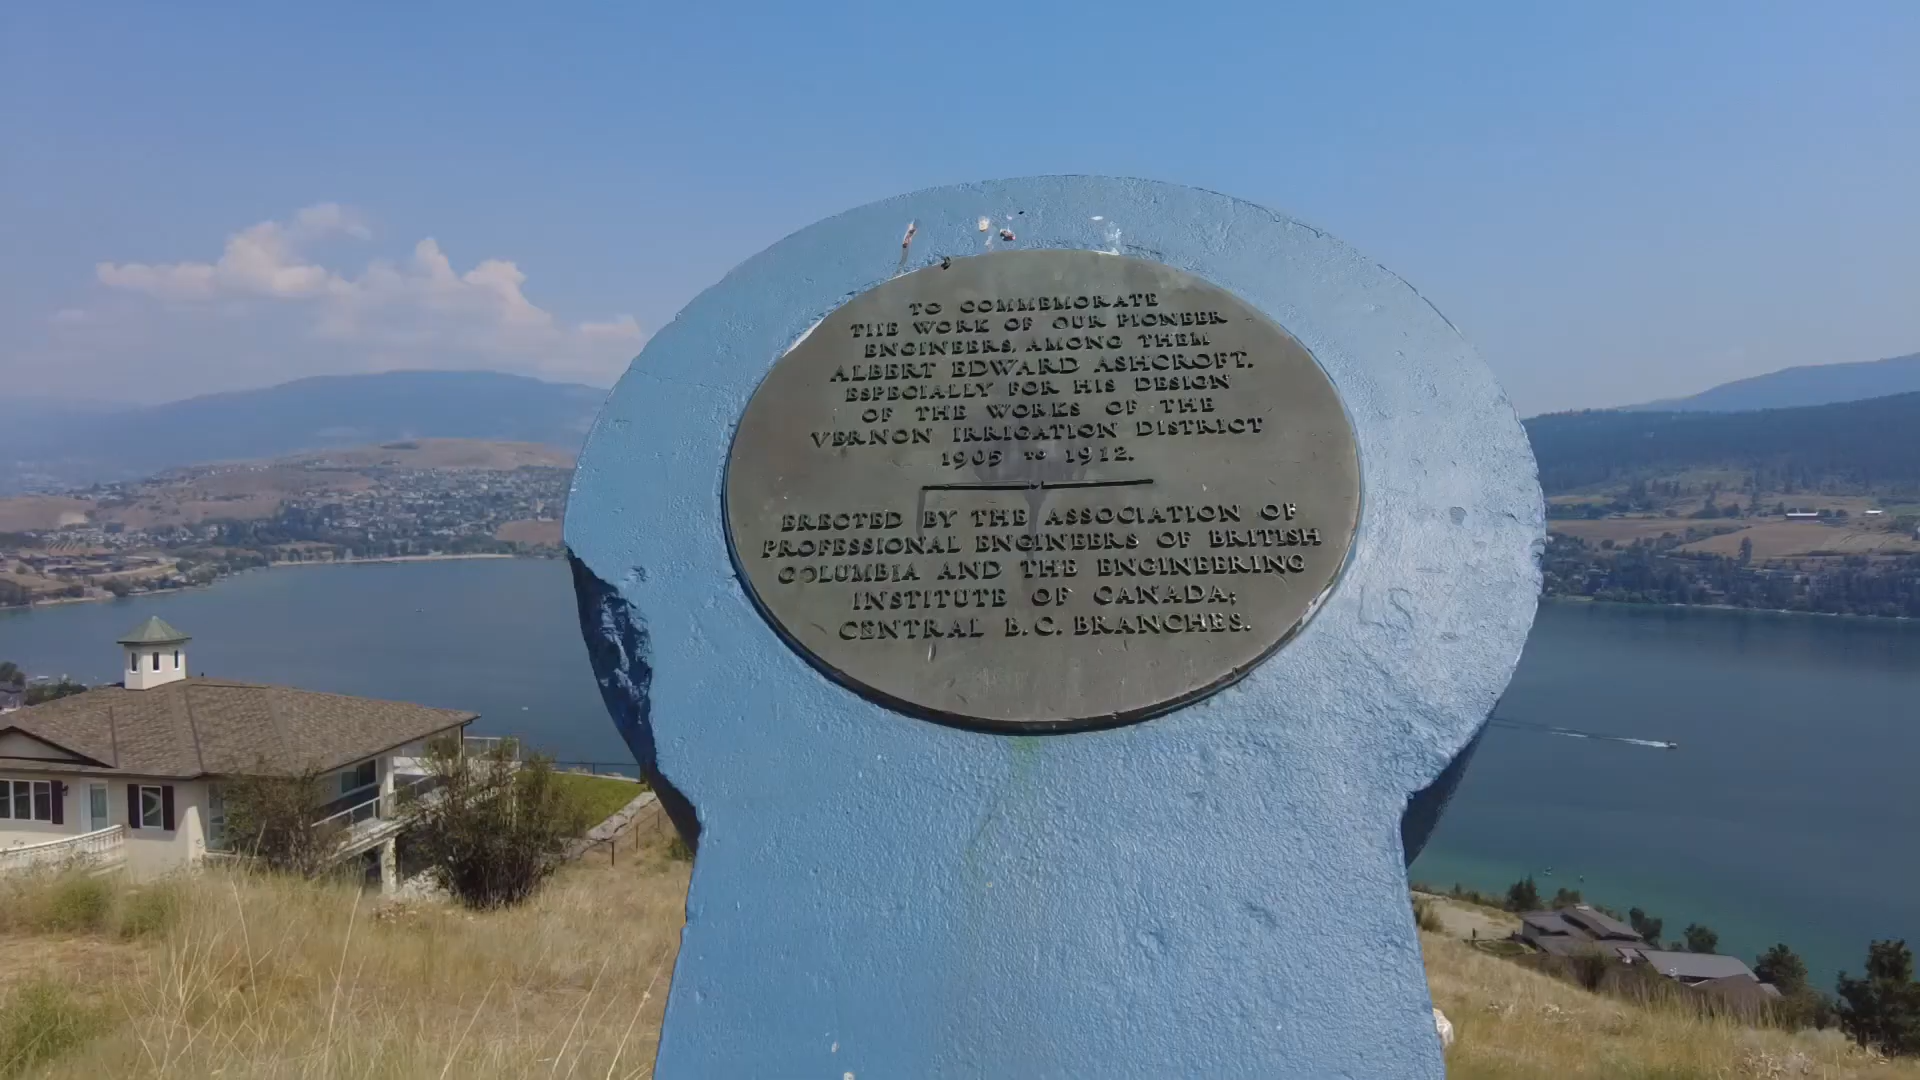 TO COMMEMORATE
THE WORK OF OUR PIONEER
ENGINEERS, AMONG THEM
ALBERT EDWARD ASHCROFT.
ESPECIALLY FOR HIS DESIGN
OF THE WORKS OF THE
VERNON IRRIGATION DISTRICT
1905 TO 1912.
ERECTED BY THE ASSOCIATION OF
PROFESSIONAL ENGINEERS OF BRITISH
COLUMBIA AND THE ENGINEERING
INSTITUTE OF CANADA;
CENTRAL B.C. BRANCHES.